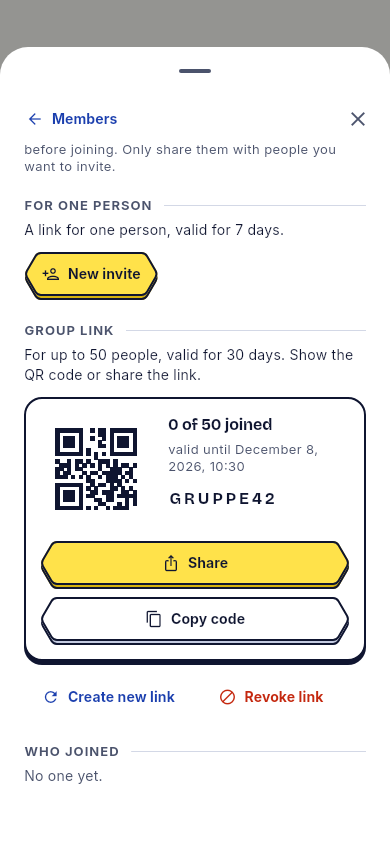 Members
before joining. Only share them with people you
want to invite.
FOR ONE PERSON
A link for one person, valid for 7 days.
New invite
GROUP LINK
For up to 50 people, valid for 30 days. Show the
QR code or share the link.
0 of 50 joined
valid until December 8,
2026, 10:30
GRUPPE42
Share
Copy code
Create new link
Revoke link
WHO JOINED
No one yet.